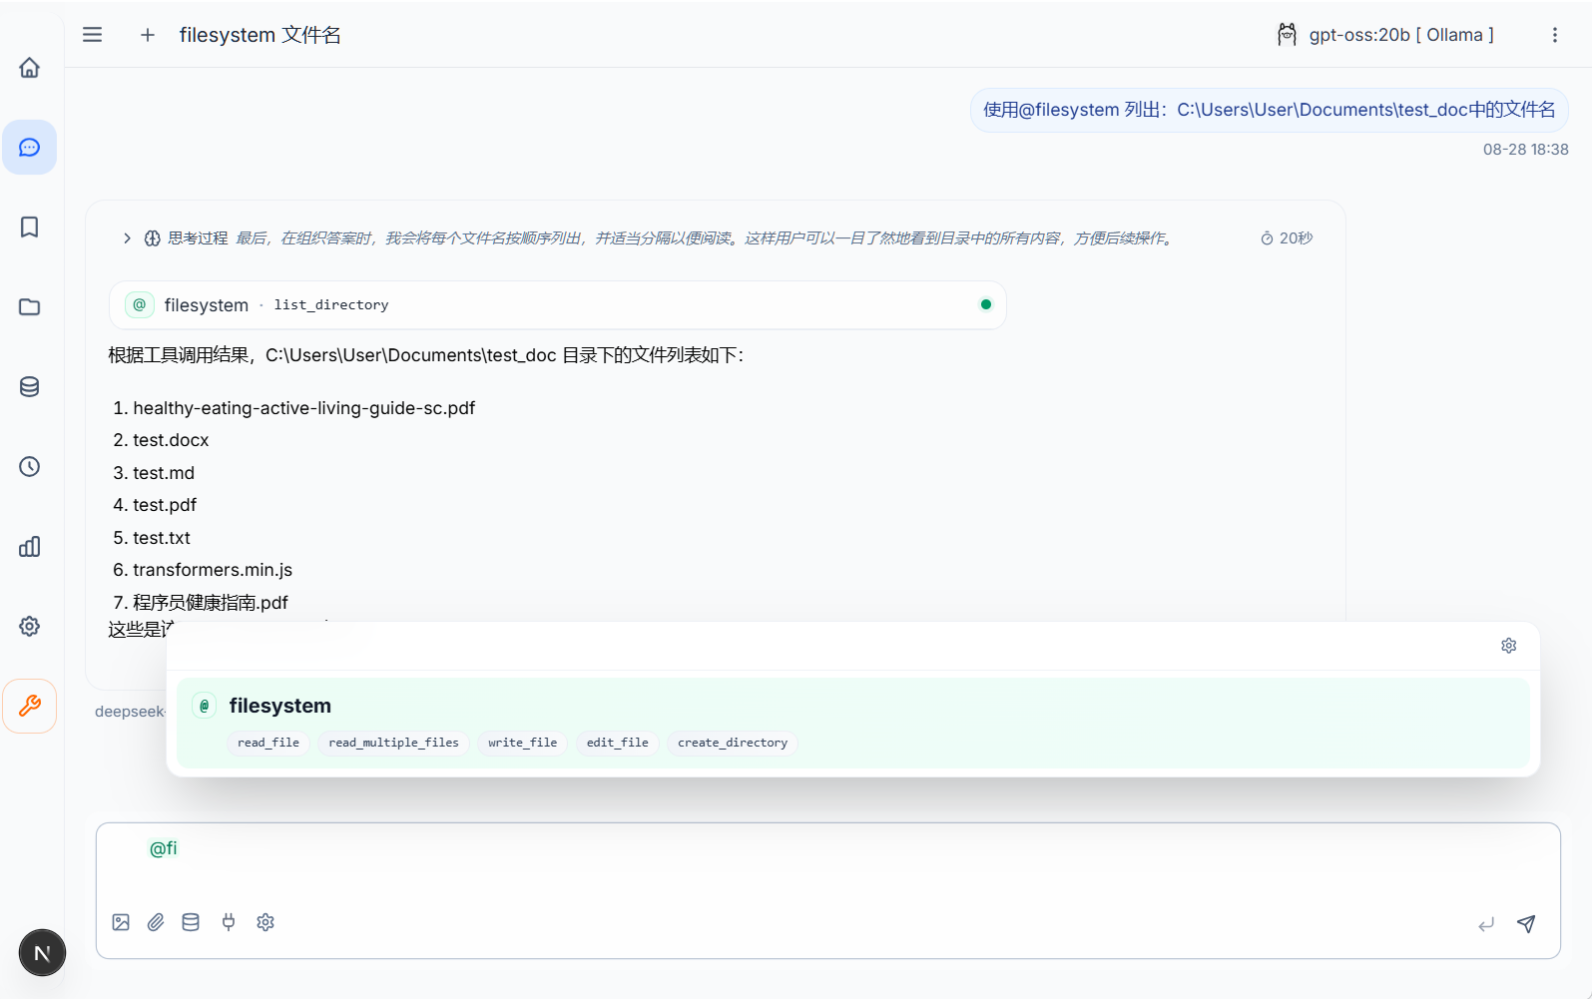 filesystem 文件名
gpt-oss:20b [ Ollama ]
使用@filesystem 列出：C:\Users\User\Documents\test_doc中的文件名
08-28 18:38
思考过程 最后，在组织答案时，我会将每个文件名按顺序列出，并适当分隔以便阅读。这样用户可以一目了然地看到目录中的所有内容，方便后续操作。 20秒
@ filesystem · list_directory
根据工具调用结果，C:\Users\User\Documents\test_doc 目录下的文件列表如下：
1. healthy-eating-active-living-guide-sc.pdf
2. test.docx
3. test.md
4. test.pdf
5. test.txt
6. transformers.min.js
7. 程序员健康指南.pdf
这些是
@ filesystem
read_file read_multiple_files write_file edit_file create_directory
deepseek-
@fi
N